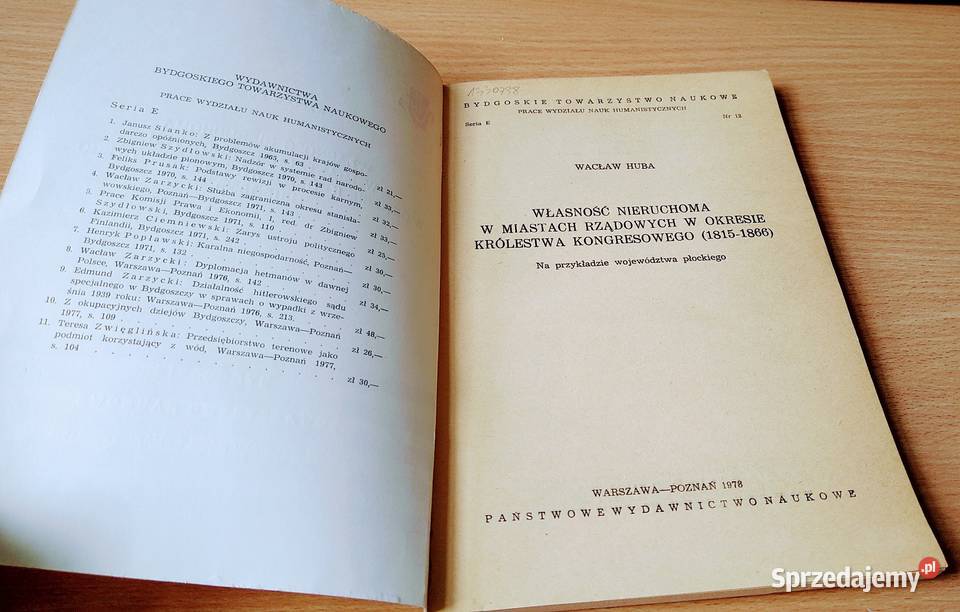 WYDAWNICTWA
BYDGOSKIEGO TOWARZYSTWA NAUKOWEGO
PRACE WYDZIAŁU NAUK HUMANISTYCZNYCH
Seria E
1. Janusz Sianko: Z problemów akumulacji krajów gospo-
darczo opóźnionych, Bydgoszcz 1965, s. 63 zł 21,—
2. Zbigniew Szydłowski: Nadzór w systemie rad narodo-
wych układzie pionowym, Bydgoszcz 1970, s. 143 zł 33,—
3. Feliks Prusak: Podstawy rewizji w procesie karnym,
Bydgoszcz 1970, s. 144 zł 32,—
4. Wacław Zarzycki: Służba zagraniczna okresu stanisła-
wowskiego, Poznań—Bydgoszcz 1971, s. 143 zł 33,—
5. Prace Komisji Prawa i Ekonomii, I, red. dr Zbigniew
Szydłowski, Bydgoszcz 1971, s. 110 zł 25,—
6. Kazimierz Ciemniewski: Zarys ustroju politycznego
Finlandii, Bydgoszcz 1971, s. 242 zł 30,—
7. Henryk Popławski: Karalna niegospodarność, Poznań—
Bydgoszcz 1971, s. 132 zł 30,—
8. Wacław Zarzycki: Dyplomacja hetmanów w dawnej
Polsce, Warszawa—Poznań 1976, s. 142 zł 34,—
9. Edmund Zarzycki: Działalność hitlerowskiego sądu
specjalnego w Bydgoszczy w sprawach o wypadki z wrze-
śnia 1939 roku: Warszawa—Poznań 1976, s. 213 zł 48,—
10. Z okupacyjnych dziejów Bydgoszczy, Warszawa—Poznań
1977, s. 109 zł 26,—
11. Teresa Zwięglińska: Przedsiębiorstwo terenowe jako
podmiot korzystający z wód, Warszawa—Poznań 1977,
s. 104 zł 30,—
1330738
BYDGOSKIE TOWARZYSTWO NAUKOWE
PRACE WYDZIAŁU NAUK HUMANISTYCZNYCH
Seria E Nr 12
WACŁAW HUBA
WŁASNOŚĆ NIERUCHOMA
W MIASTACH RZĄDOWYCH W OKRESIE
KRÓLESTWA KONGRESOWEGO (1815-1866)
Na przykładzie województwa płockiego
WARSZAWA—POZNAŃ 1978
PAŃSTWOWE WYDAWNICTWO NAUKOWE
Sprzedajemy.pl